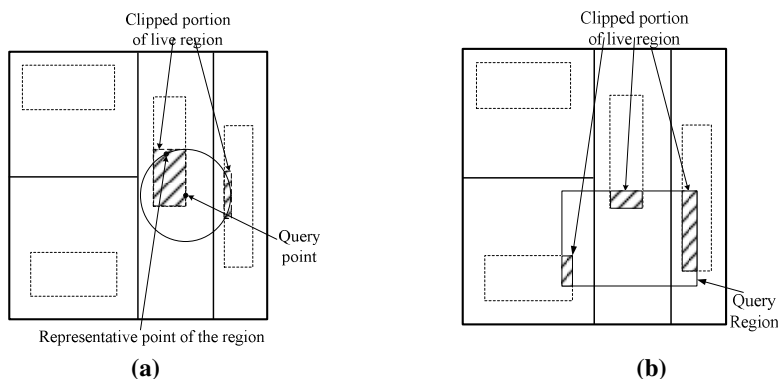 Clipped portion
of live region
Query
point
Representative point of the region
(a)
Clipped portion
of live region
Query
Region
(b)